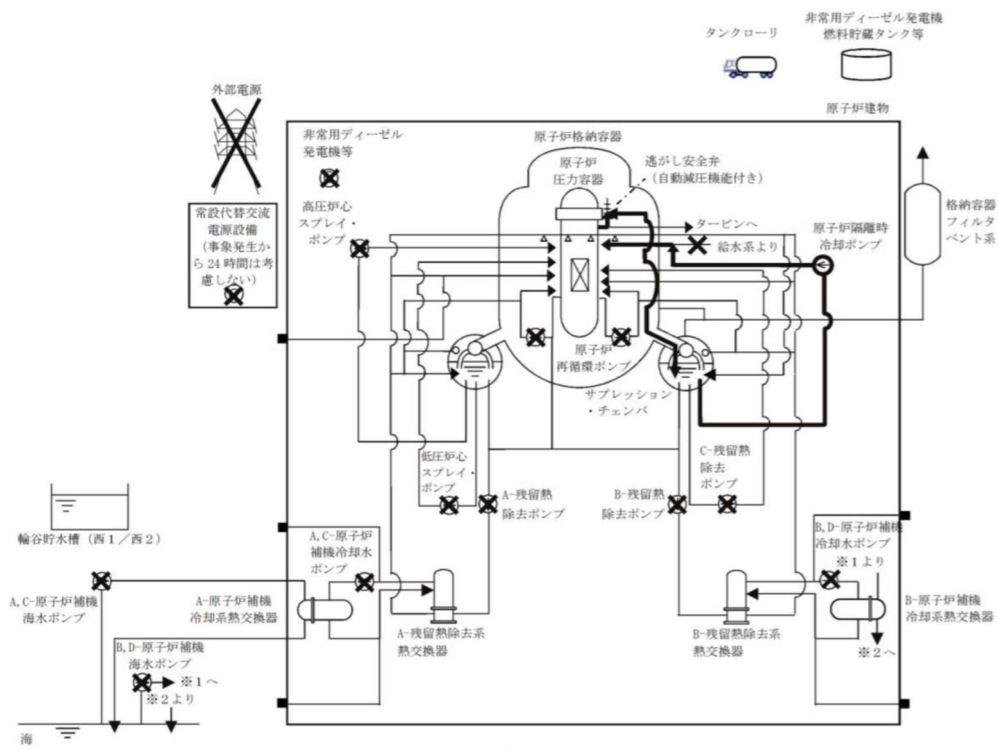 タンクローリ
非常用ディーゼル発電機
燃料貯蔵タンク等
外部電源
原子炉建物
非常用ディーゼル
発電機等
原子炉格納容器
原子炉
圧力容器
逃がし安全弁
(自動減圧機能付き)
常設代替交流
電源設備
(事象発生か
ら24時間は考
慮しない)
高圧炉心
スプレイ・
ポンプ
タービンへ
給水系より
原子炉隔離時
冷却ポンプ
格納容器
フィルタ
ベント系
原子炉
再循環ポンプ
サプレッション
・チェンバ
低圧炉心
スプレイ・
ポンプ
A-残留熱
除去ポンプ
B-残留熱
除去ポンプ
C-残留熱
除去
ポンプ
輪谷貯水槽(西1/西2)
A,C-原子炉補機
海水ポンプ
A-原子炉補機
冷却系熱交換器
A,C-原子炉
補機冷却水
ポンプ
A-残留熱除去系
熱交換器
B-残留熱除去系
熱交換器
B,D-原子炉補機
冷却水ポンプ
※1より
B-原子炉補機
冷却系熱交換器
※2へ
B,D-原子炉補機
海水ポンプ
※1へ
※2より
海